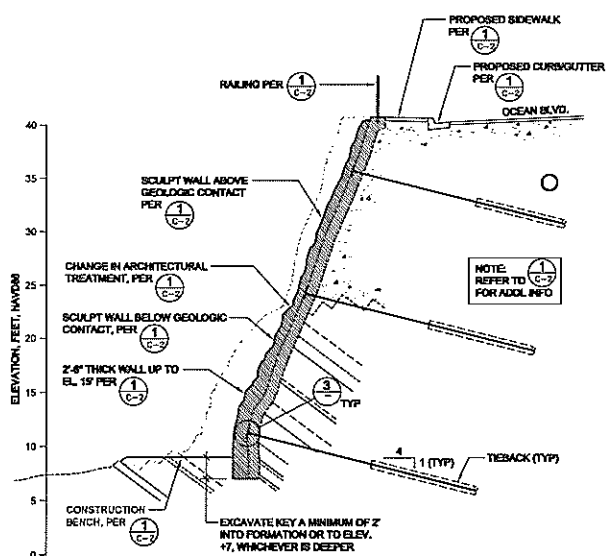 PROPOSED SIDEWALK
PER 1
C-2
PROPOSED CURB/GUTTER
PER 1
C-2
RAILING PER 1
C-2
OCEAN BLVD.
40
SCULPT WALL ABOVE
GEOLOGIC CONTACT
PER 1
C-2
35
30
CHANGE IN ARCHITECTURAL
TREATMENT, PER 1
C-2
NOTE:
REFER TO 1
C-2
FOR ADDL INFO
25
SCULPT WALL BELOW GEOLOGIC
CONTACT, PER 1
C-2
ELEVATION, FEET, NAVD88
20
2'-6" THICK WALL UP TO
EL. 15' PER 1
C-2
3
–
TYP
15
10
4
1 (TYP)
TIEBACK (TYP)
5
CONSTRUCTION
BENCH, PER 1
C-2
EXCAVATE KEY A MINIMUM OF 2'
INTO FORMATION OR TO ELEV.
+7, WHICHEVER IS DEEPER
0